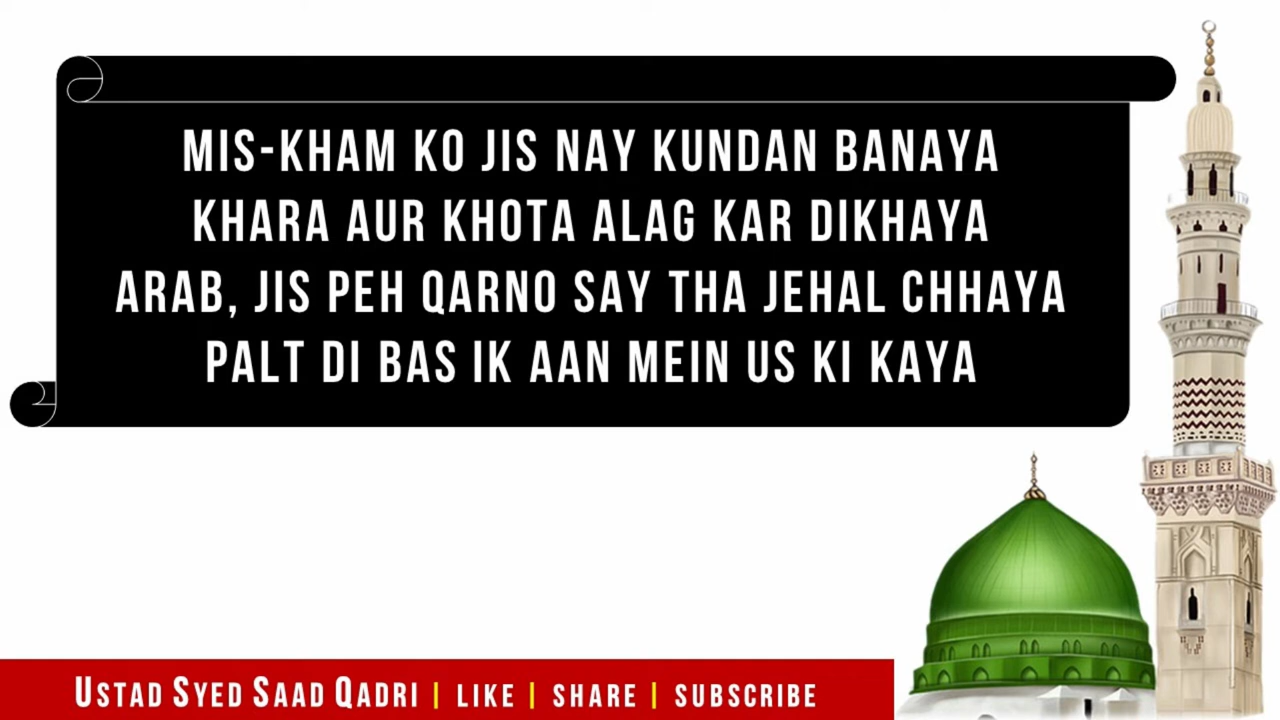 MIS-KHAM KO JIS NAY KUNDAN BANAYA
KHARA AUR KHOTA ALAG KAR DIKHAYA
ARAB, JIS PEH QARNO SAY THA JEHAL CHHAYA
PALT DI BAS IK AAN MEIN US KI KAYA
USTAD SYED SAAD QADRI | LIKE | SHARE | SUBSCRIBE